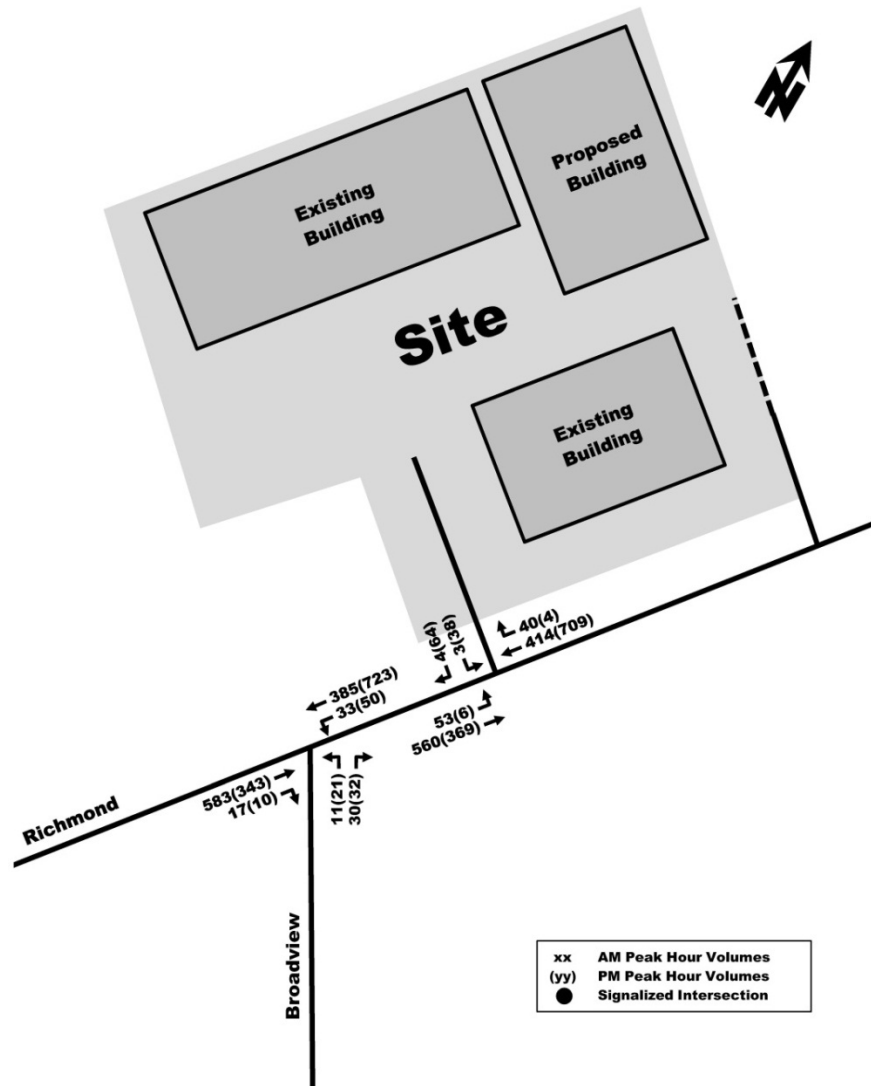 N
Proposed
Building
Existing
Building
Site
Existing
Building
4(64)
3(38)
40(4)
414(709)
385(723)
33(50)
53(6)
560(369)
583(343)
17(10)
11(21)
30(32)
Richmond
Broadview
xx AM Peak Hour Volumes
(yy) PM Peak Hour Volumes
Signalized Intersection